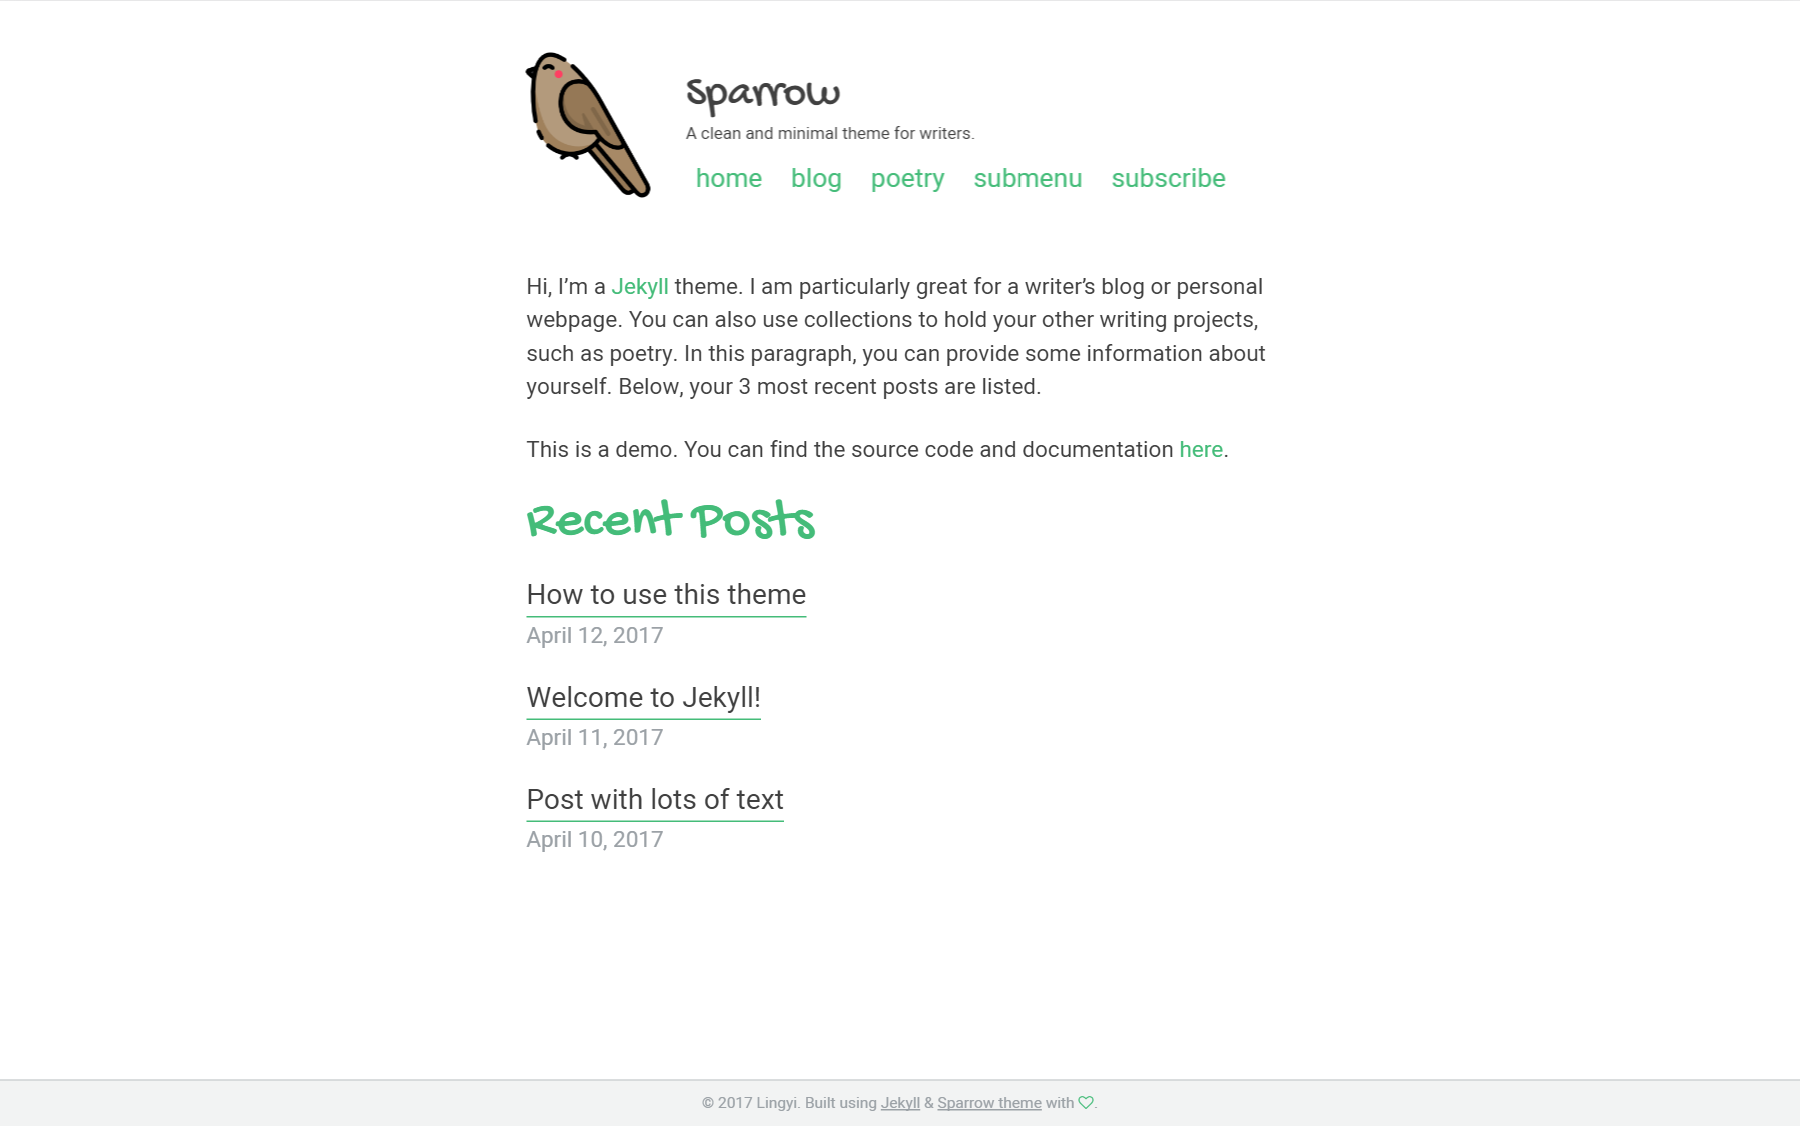 Sparrow
A clean and minimal theme for writers.
home blog poetry submenu subscribe
Hi, I’m a Jekyll theme. I am particularly great for a writer’s blog or personal
webpage. You can also use collections to hold your other writing projects,
such as poetry. In this paragraph, you can provide some information about
yourself. Below, your 3 most recent posts are listed.
This is a demo. You can find the source code and documentation here.
Recent Posts
How to use this theme
April 12, 2017
Welcome to Jekyll!
April 11, 2017
Post with lots of text
April 10, 2017
© 2017 Lingyi. Built using Jekyll & Sparrow theme with ♡.